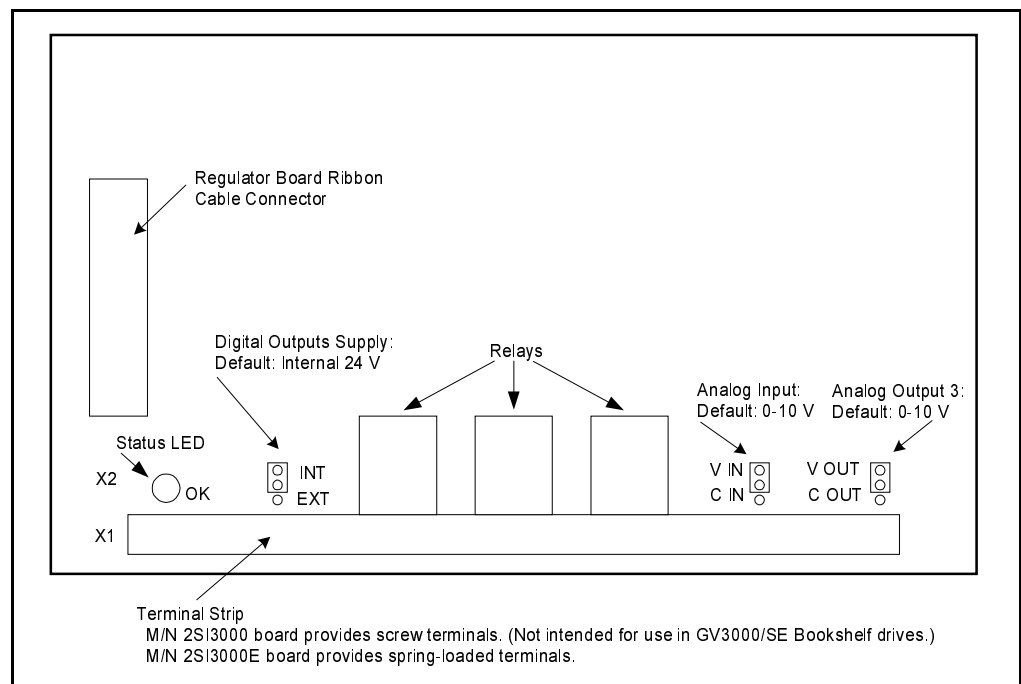 Regulator Board Ribbon
Cable Connector
Digital Outputs Supply:
Default: Internal 24 V
Relays
Analog Input:
Default: 0-10 V
Analog Output 3:
Default: 0-10 V
Status LED
X2
OK
INT
EXT
V IN
C IN
V OUT
C OUT
X1
Terminal Strip
M/N 2SI3000 board provides screw terminals. (Not intended for use in GV3000/SE Bookshelf drives.)
M/N 2SI3000E board provides spring-loaded terminals.